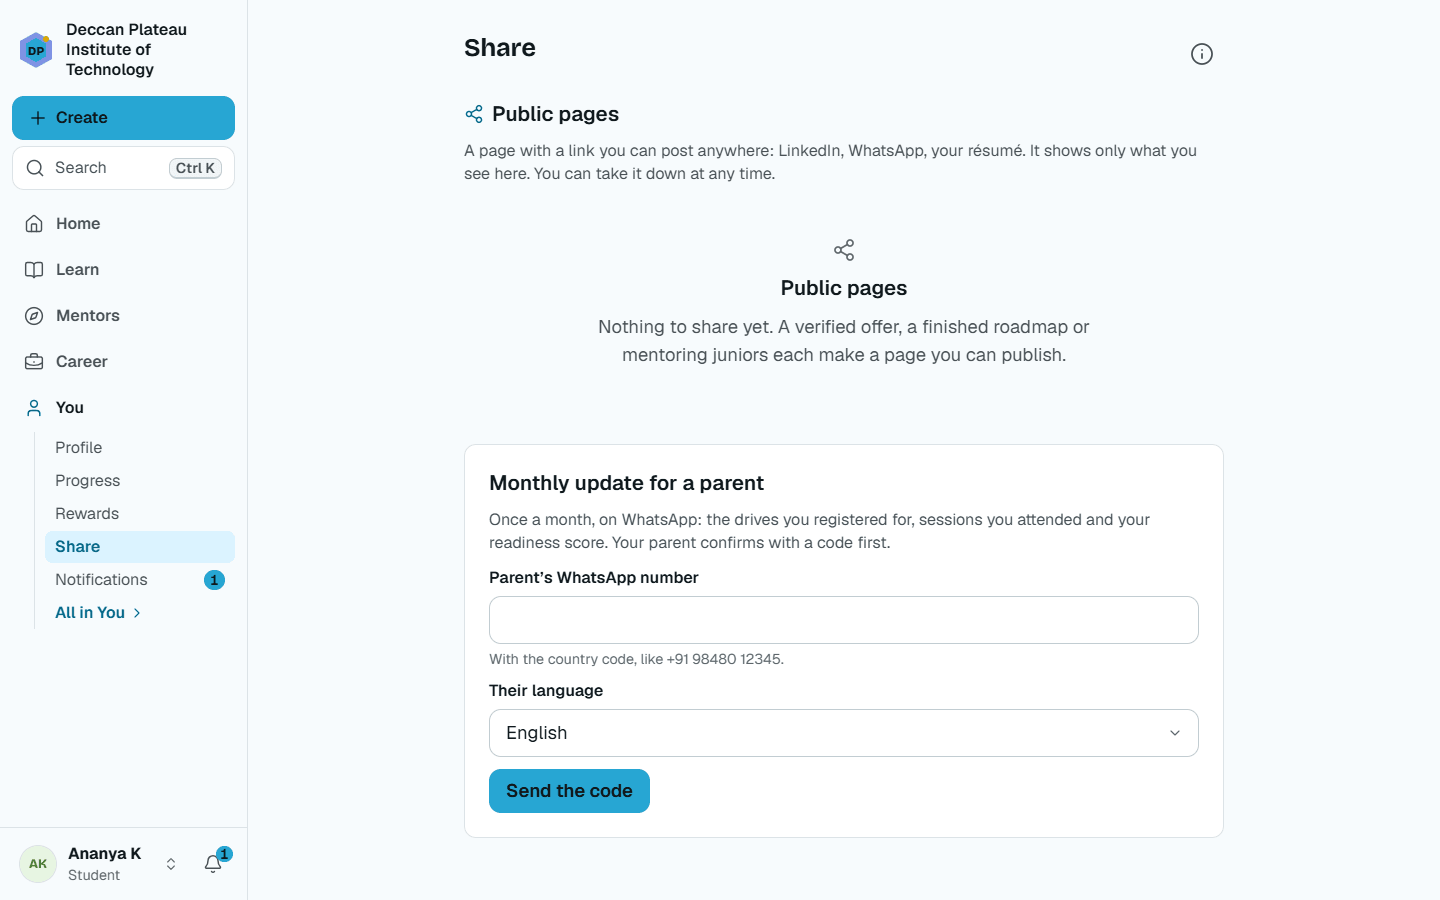 DP
Deccan Plateau
Institute of
Technology
Create
Search
Ctrl K
Home
Learn
Mentors
Career
You
Profile
Progress
Rewards
Share
Notifications
1
All in You
AK
Ananya K
Student
1
Share
Public pages
A page with a link you can post anywhere: LinkedIn, WhatsApp, your résumé. It shows only what you
see here. You can take it down at any time.
Public pages
Nothing to share yet. A verified offer, a finished roadmap or
mentoring juniors each make a page you can publish.
Monthly update for a parent
Once a month, on WhatsApp: the drives you registered for, sessions you attended and your
readiness score. Your parent confirms with a code first.
Parent’s WhatsApp number
With the country code, like +91 98480 12345.
Their language
English
Send the code